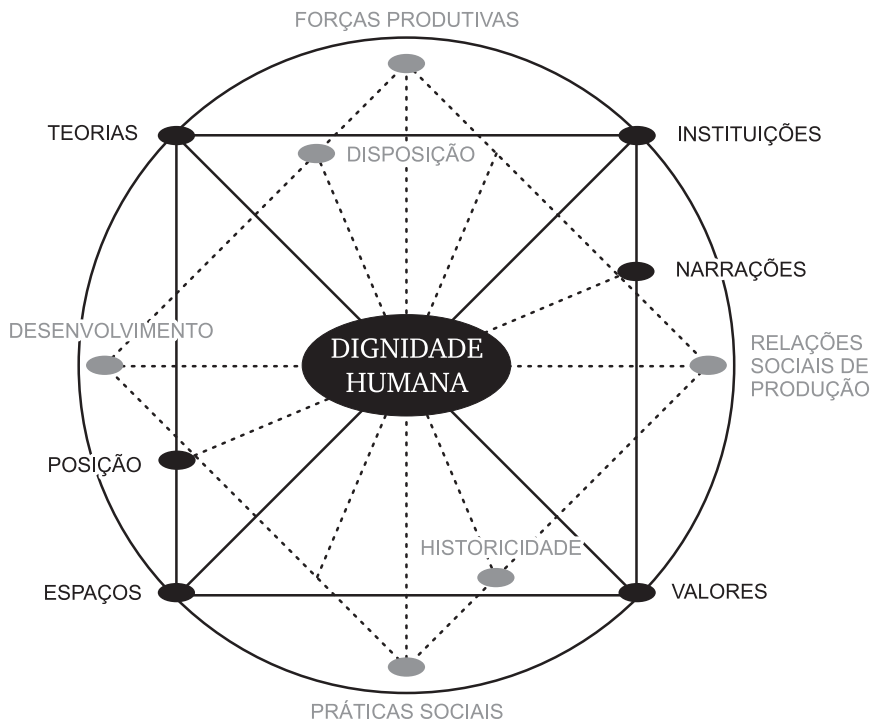 FORÇAS PRODUTIVAS
TEORIAS
INSTITUIÇÕES
DISPOSIÇÃO
NARRAÇÕES
DESENVOLVIMENTO
DIGNIDADE
HUMANA
RELAÇÕES
SOCIAIS DE
PRODUÇÃO
POSIÇÃO
HISTORICIDADE
ESPAÇOS
VALORES
PRÁTICAS SOCIAIS